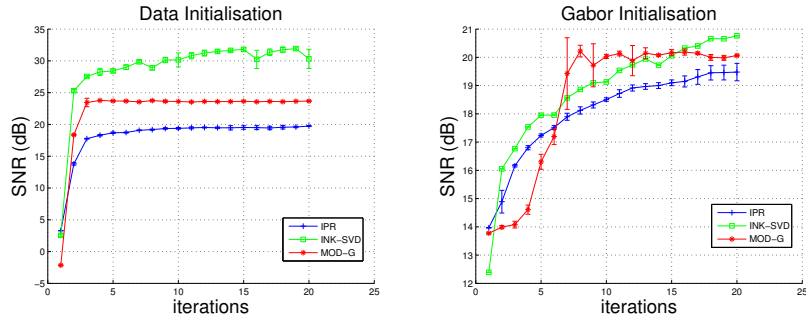 Data Initialisation
SNR (dB)
35
30
25
20
15
10
5
0
−5
0
5
10
15
20
25
iterations
IPR
INK−SVD
MOD−G
Gabor Initialisation
SNR (dB)
21
20
19
18
17
16
15
14
13
12
0
5
10
15
20
25
iterations
IPR
INK−SVD
MOD−G